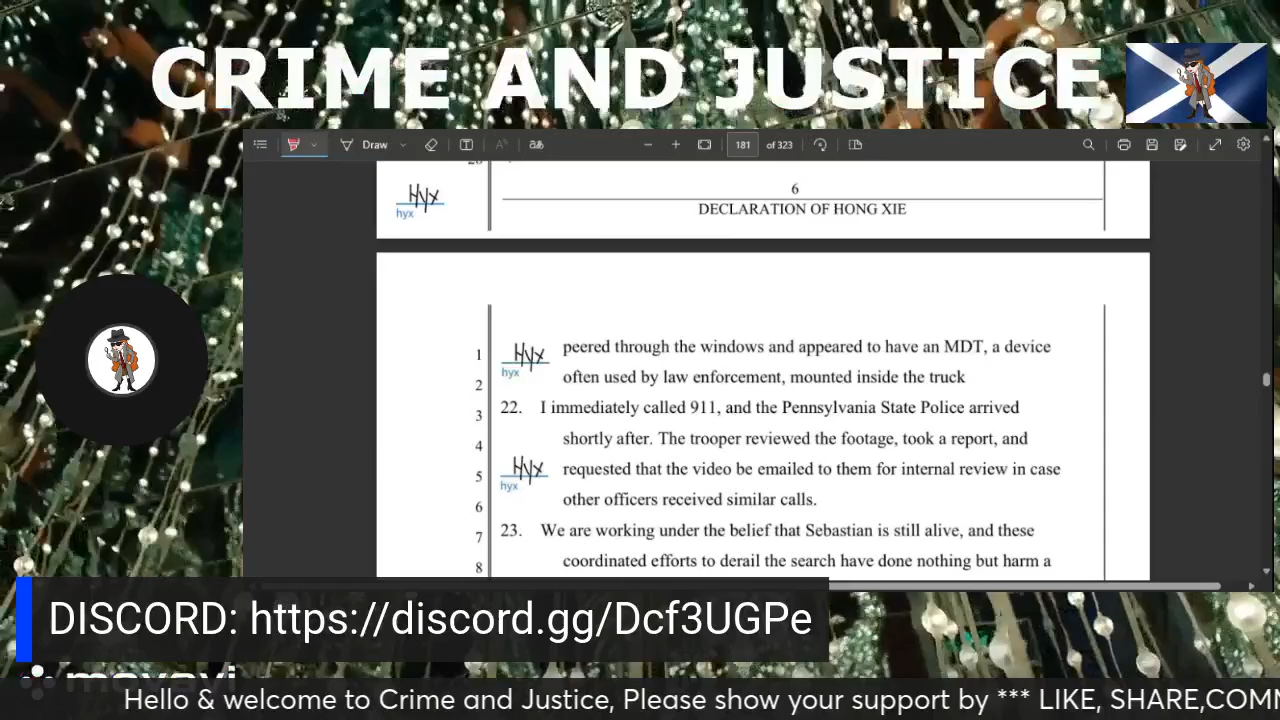 CRIME AND JUSTICE
Draw
181 of 323
Hyx
hyx
6
DECLARATION OF HONG XIE
1 Hyx peered through the windows and appeared to have an MDT, a device
hyx
2 often used by law enforcement, mounted inside the truck
3 22. I immediately called 911, and the Pennsylvania State Police arrived
4 shortly after. The trooper reviewed the footage, took a report, and
5 Hyx requested that the video be emailed to them for internal review in case
hyx
6 other officers received similar calls.
7 23. We are working under the belief that Sebastian is still alive, and these
8 coordinated efforts to derail the search have done nothing but harm a
DISCORD: https://discord.gg/Dcf3UGPe
Hello & welcome to Crime and Justice, Please show your support by *** LIKE, SHARE,COM